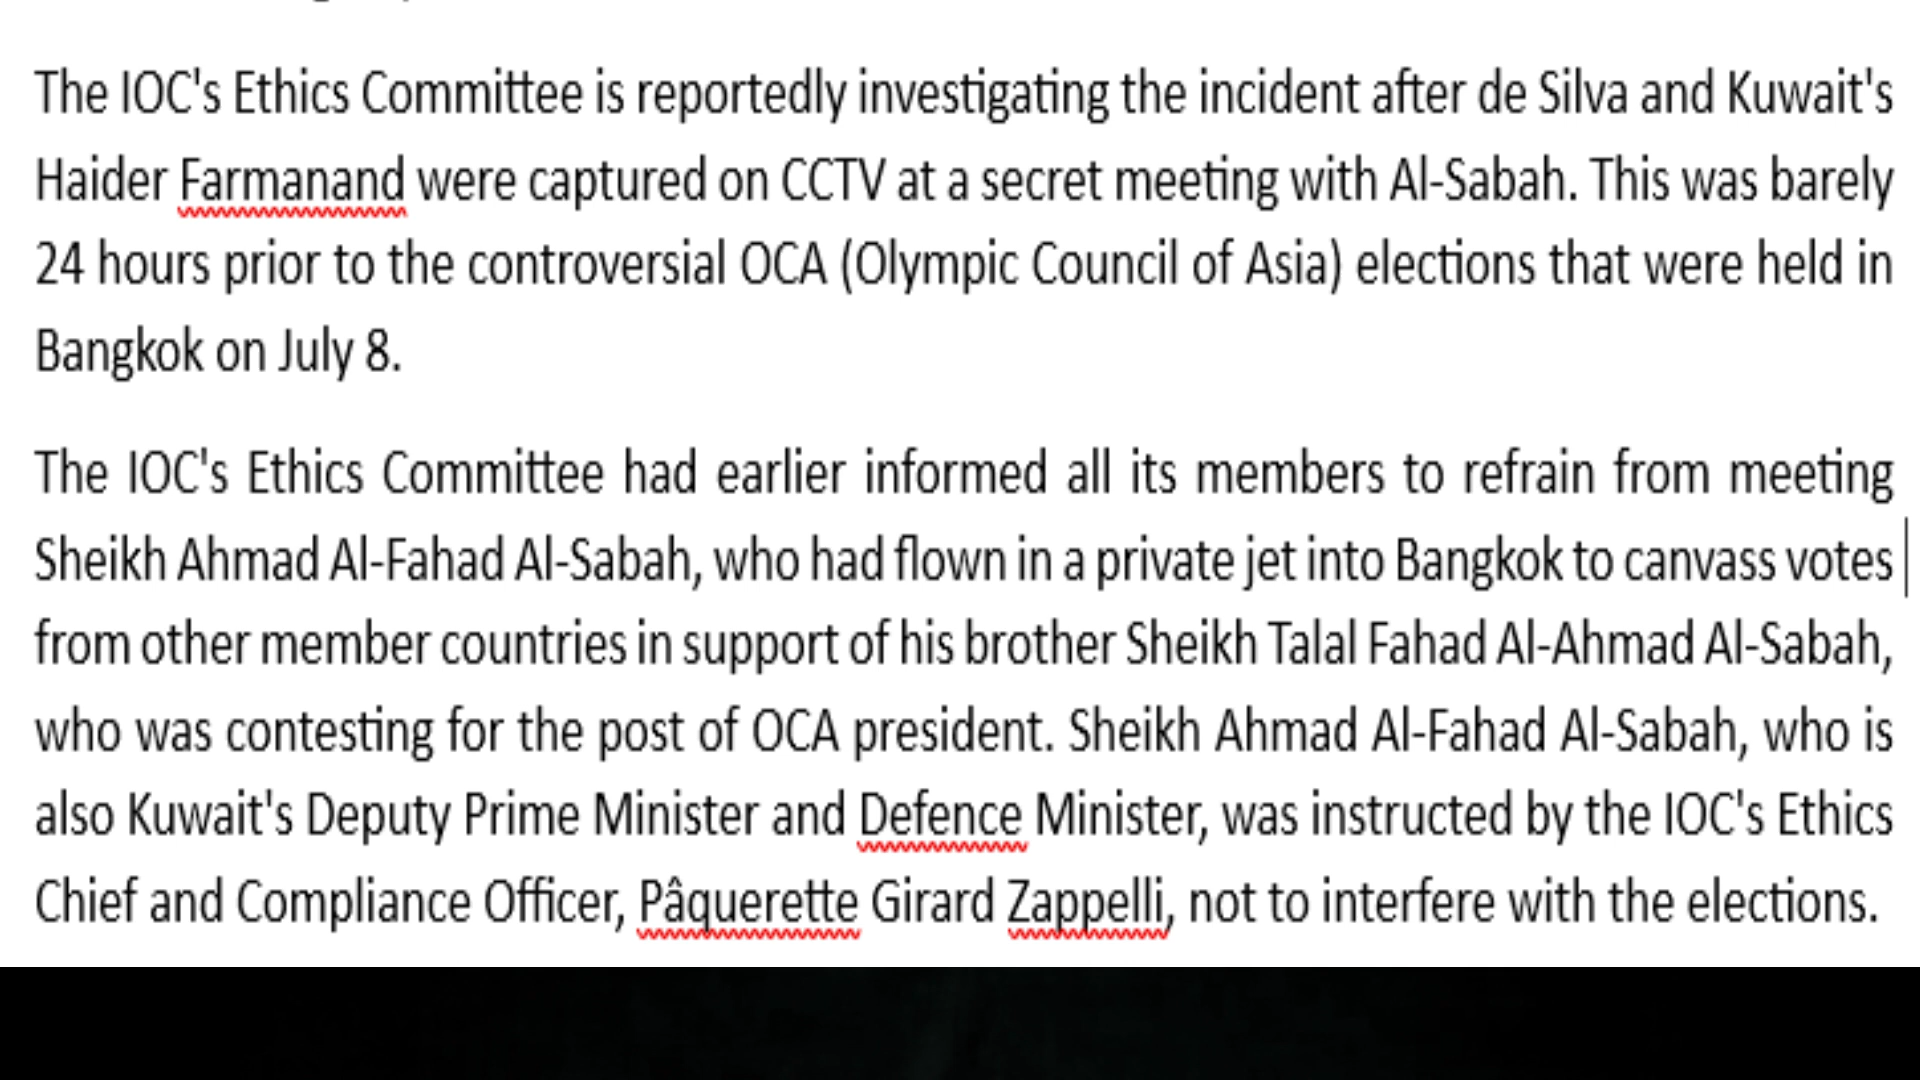 The IOC's Ethics Committee is reportedly investigating the incident after de Silva and Kuwait's
Haider Farmanand were captured on CCTV at a secret meeting with Al-Sabah. This was barely
24 hours prior to the controversial OCA (Olympic Council of Asia) elections that were held in
Bangkok on July 8.
The IOC's Ethics Committee had earlier informed all its members to refrain from meeting
Sheikh Ahmad Al-Fahad Al-Sabah, who had flown in a private jet into Bangkok to canvass votes
from other member countries in support of his brother Sheikh Talal Fahad Al-Ahmad Al-Sabah,
who was contesting for the post of OCA president. Sheikh Ahmad Al-Fahad Al-Sabah, who is
also Kuwait's Deputy Prime Minister and Defence Minister, was instructed by the IOC's Ethics
Chief and Compliance Officer, Pâquerette Girard Zappelli, not to interfere with the elections.